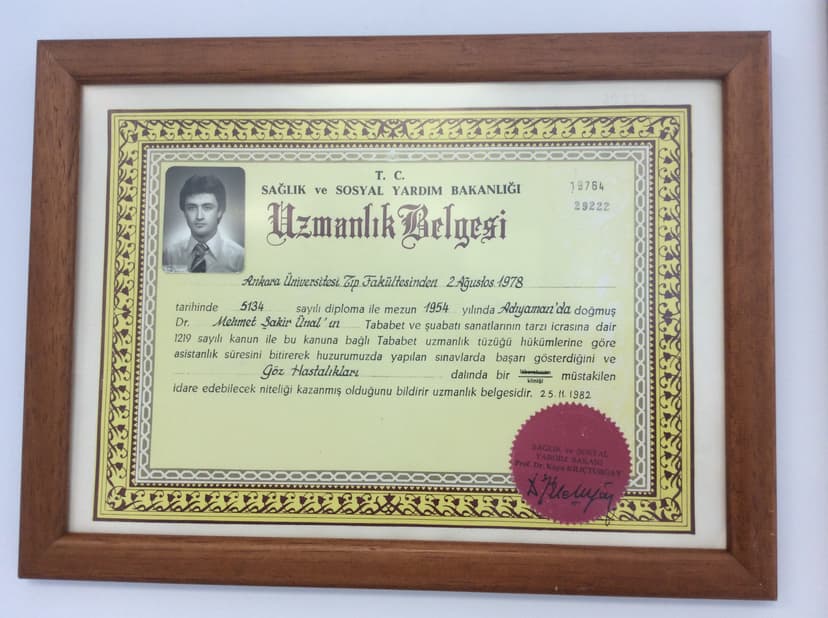 T. C.
SAĞLIK ve SOSYAL YARDIM BAKANLIĞI
Uzmanlık Belgesi
19764
29222
Ankara Üniversitesi Tıp Fakültesinden 2 Ağustos 1978
tarihinde 5134 sayılı diploma ile mezun 1954 yılında Adıyaman'da doğmuş
Dr. Mehmet Şakir Ünal'ın Tababet ve şuabatı sanatlarının tarzı icrasına dair
1219 sayılı kanun ile bu kanuna bağlı Tababet uzmanlık tüzüğü hükümlerine göre
asistanlık süresini bitirerek huzurumuzda yapılan sınavlarda başarı gösterdiğini ve
Göz Hastalıkları dalında bir kliniği müstakilen
idare edebilecek niteliği kazanmış olduğunu bildirir uzmanlık belgesidir. 25.11.1982
SAĞLIK ve SOSYAL
YARDIM BAKANI
Prof. Dr. Kaya KILIÇTURGAY